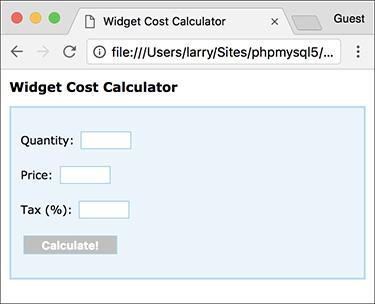 Widget Cost Calculator
Guest
file:///Users/larry/Sites/phpmysql5/...
Widget Cost Calculator
Quantity:
Price:
Tax (%):
Calculate!